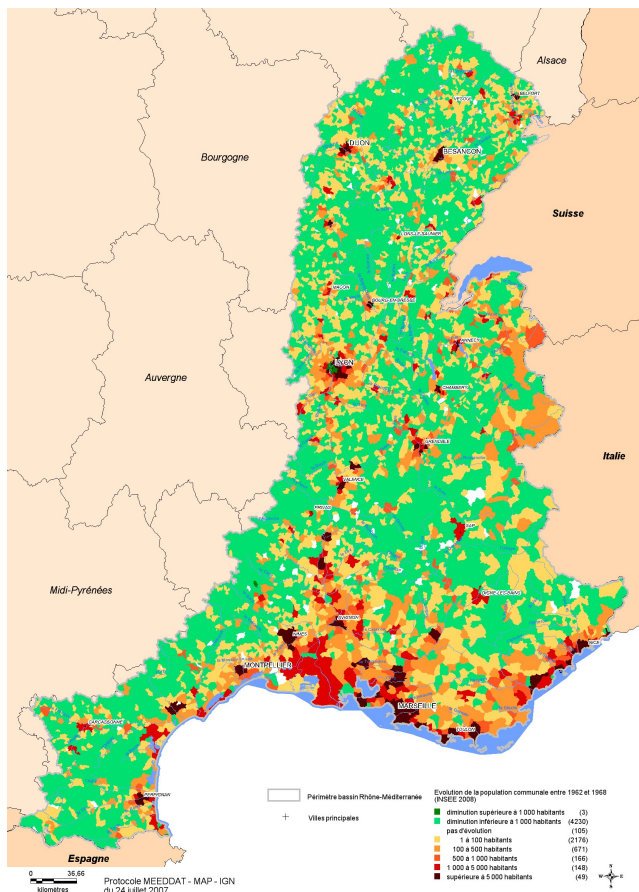 Alsace
BELFORT
VESOUL
DIJON
BESANCON
Bourgogne
Suisse
LONS-LE-SAUNIER
MACON
BOURG-EN-BRESSE
ANNECY
LYON
Auvergne
CHAMBERY
GRENOBLE
Italie
VALENCE
PRIVAS
GAP
Midi-Pyrénées
DIGNE-LES-BAINS
AVIGNON
NIMES
NICE
MONTPELLIER
MARSEILLE
TOULON
CARCASSONNE
PERPIGNAN
Espagne
Périmètre bassin Rhône-Méditerranée
Villes principales
Evolution de la population communale entre 1962 et 1968
(INSEE 2008)
diminution supérieure à 1 000 habitants (3)
diminution inférieure à 1 000 habitants (4230)
pas d'évolution (105)
1 à 100 habitants (2176)
100 à 500 habitants (671)
500 à 1 000 habitants (166)
1 000 à 5 000 habitants (148)
supérieure à 5 000 habitants (49)
0 36,66
kilomètres
Protocole MEEDDAT - MAP - IGN
du 24 juillet 2007